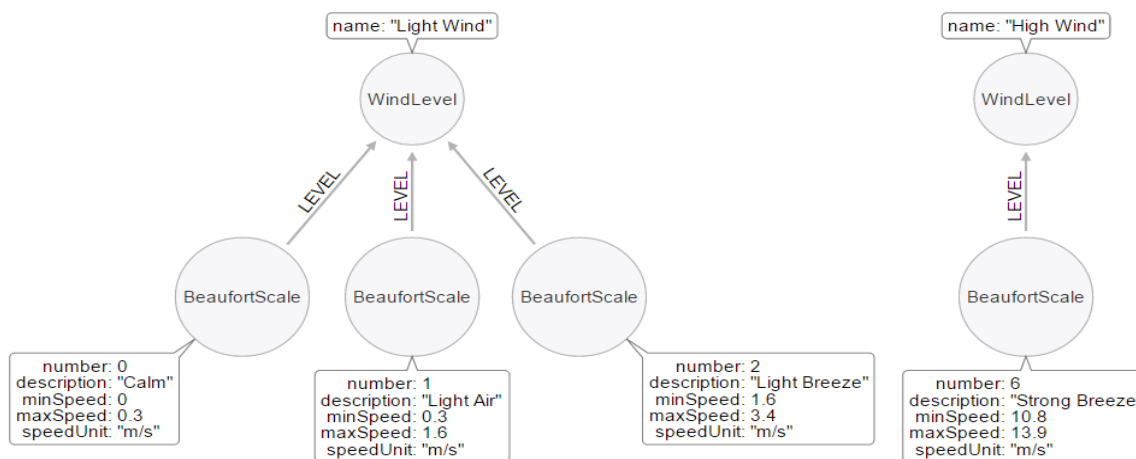 name: "Light Wind"
name: "High Wind"
WindLevel
WindLevel
LEVEL
LEVEL
LEVEL
LEVEL
BeaufortScale
BeaufortScale
BeaufortScale
BeaufortScale
number: 0
description: "Calm"
minSpeed: 0
maxSpeed: 0.3
speedUnit: "m/s"
number: 1
description: "Light Air"
minSpeed: 0.3
maxSpeed: 1.6
speedUnit: "m/s"
number: 2
description: "Light Breeze"
minSpeed: 1.6
maxSpeed: 3.4
speedUnit: "m/s"
number: 6
description: "Strong Breeze
minSpeed: 10.8
maxSpeed: 13.9
speedUnit: "m/s"